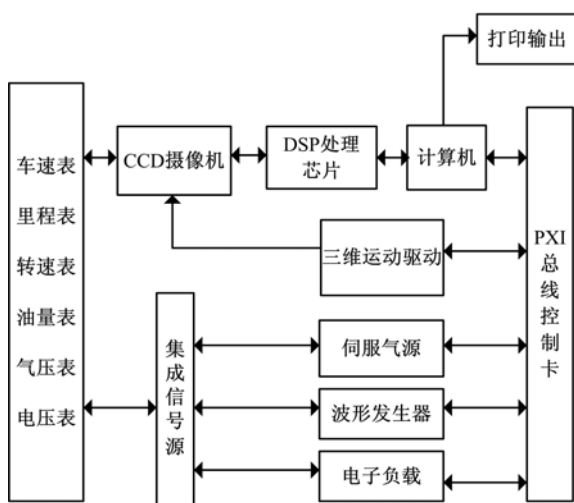 打印输出
车速表
里程表
转速表
油量表
气压表
电压表
CCD摄像机
DSP处理
芯片
计算机
三维运动驱动
集成信号源
伺服气源
波形发生器
电子负载
PXI
总线控制卡